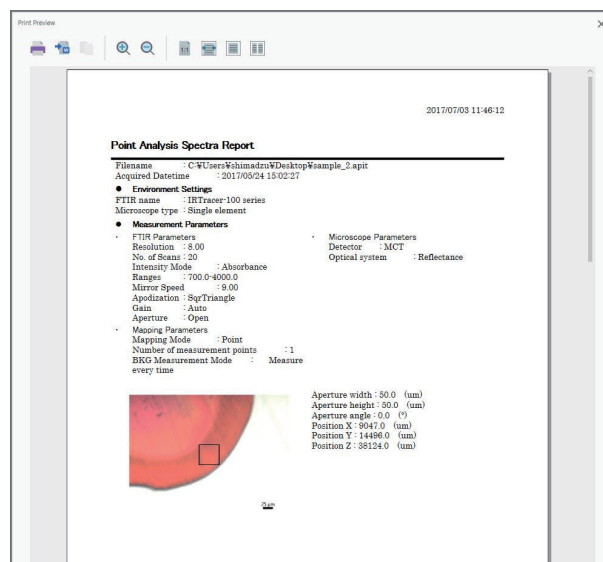 Print Preview
1:1
2017/07/03 11:46:12
Point Analysis Spectra Report
Filename : C:¥Users¥shimadzu¥Desktop¥sample_2.apit
Acquired Datetime : 2017/05/24 15:02:27
● Environment Settings
FTIR name : IRTracer-100 series
Microscope type : Single element
● Measurement Parameters
・ FTIR Parameters
Resolution : 8.00
No. of Scans : 20
Intensity Mode : Absorbance
Ranges : 700.0-4000.0
Mirror Speed : 9.00
Apodization : SqrTriangle
Gain : Auto
Aperture : Open
・ Mapping Parameters
Mapping Mode : Point
Number of measurement points : 1
BKG Measurement Mode : Measure
every time
・ Microscope Parameters
Detector : MCT
Optical system : Reflectance
Aperture width : 50.0 (um)
Aperture height : 50.0 (um)
Aperture angle : 0.0 (°)
Position X : 9047.0 (um)
Position Y : 14496.0 (um)
Position Z : 38124.0 (um)
25 µm